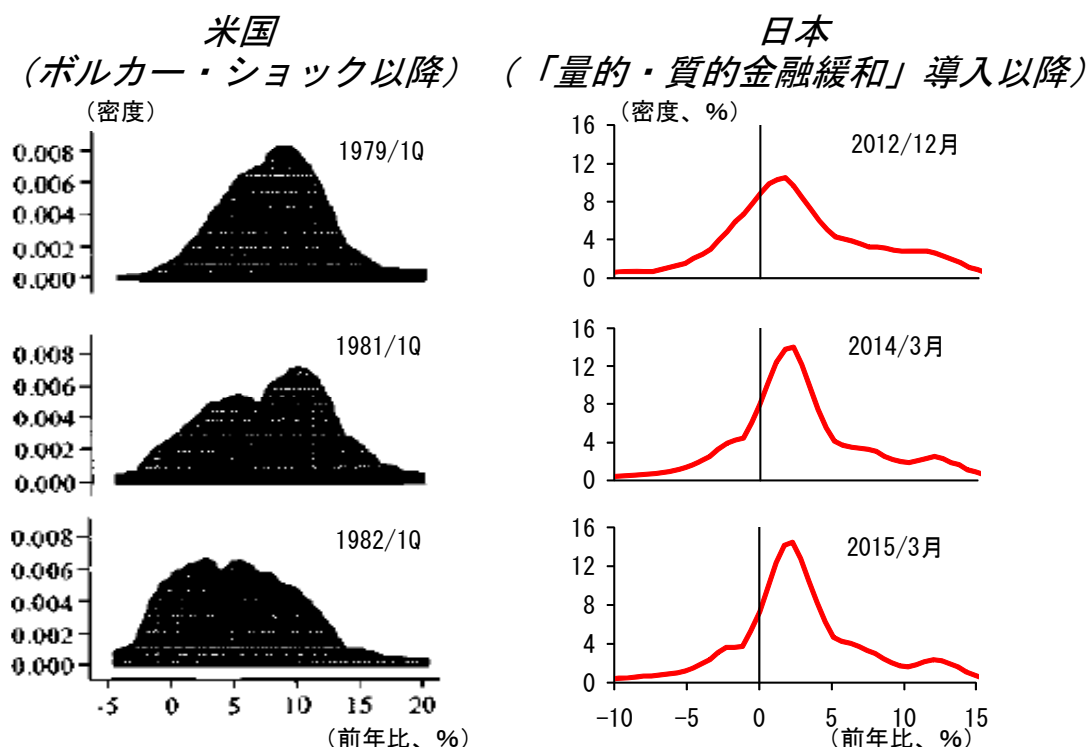 米国
（ボルカー・ショック以降）
（密度）
1979/1Q
0.008
0.006
0.004
0.002
0.000
1981/1Q
0.008
0.006
0.004
0.002
0.000
1982/1Q
0.008
0.006
0.004
0.002
0.000
-5 0 5 10 15 20
（前年比、%）
日本
（「量的・質的金融緩和」導入以降）
（密度、%）
2012/12月
16
12
8
4
0
2014/3月
16
12
8
4
0
2015/3月
16
12
8
4
0
-10 -5 0 5 10 15
（前年比、%）